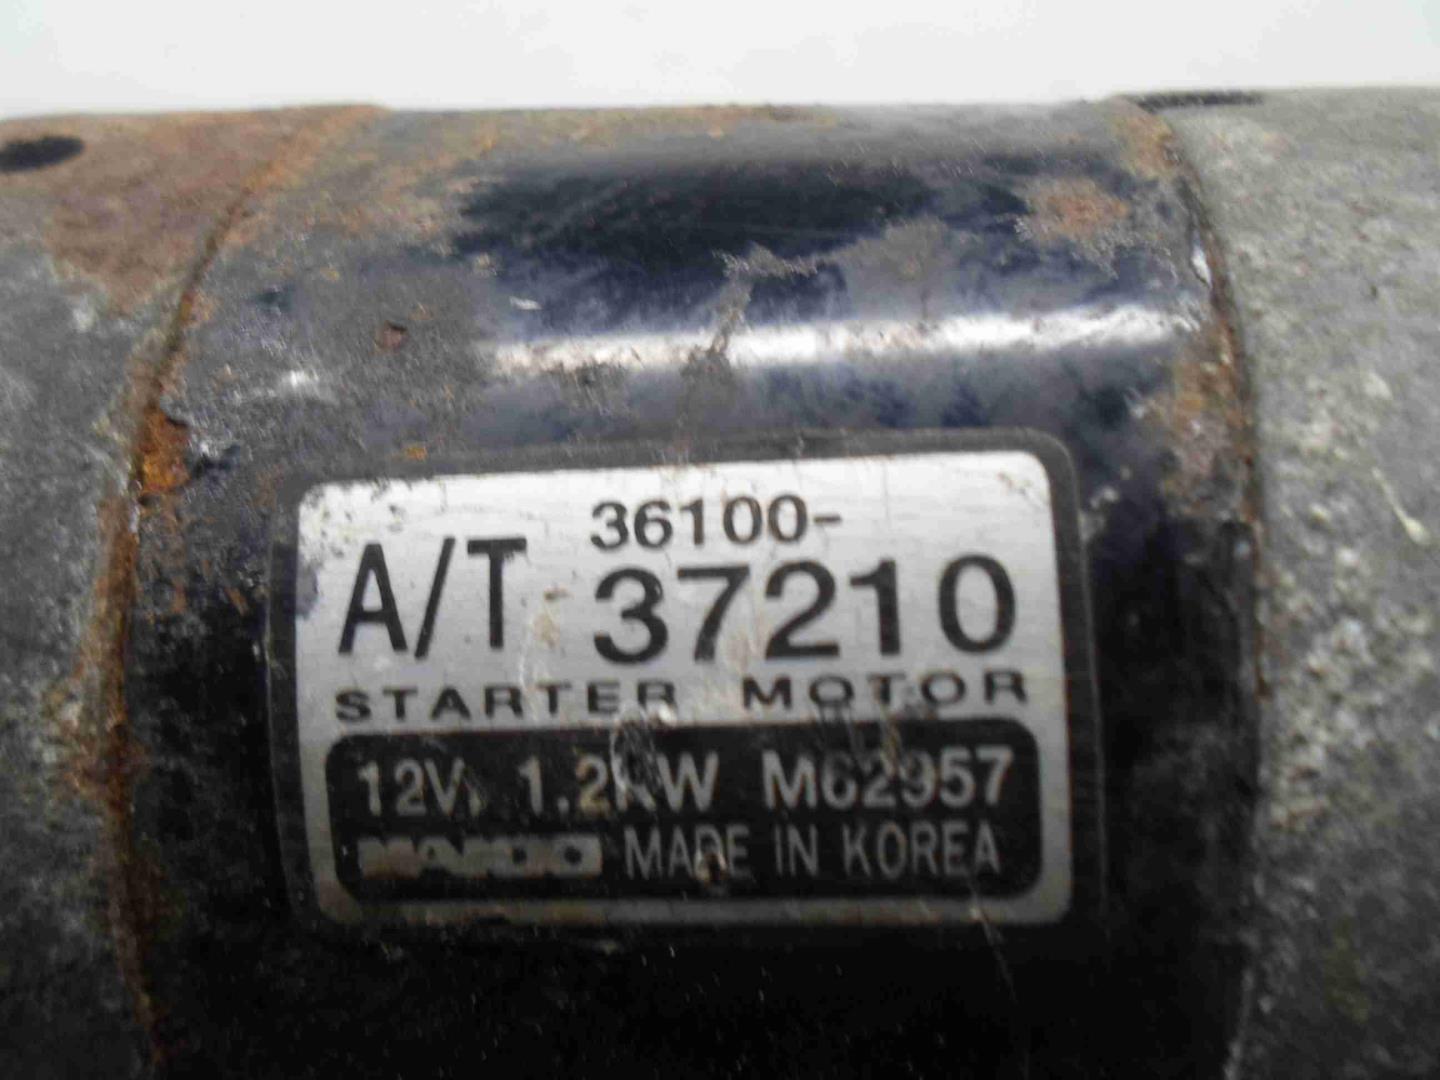 36100-
A/T 37210
STARTER MOTOR
12V, 1.2KW M62957
MANDO MADE IN KOREA